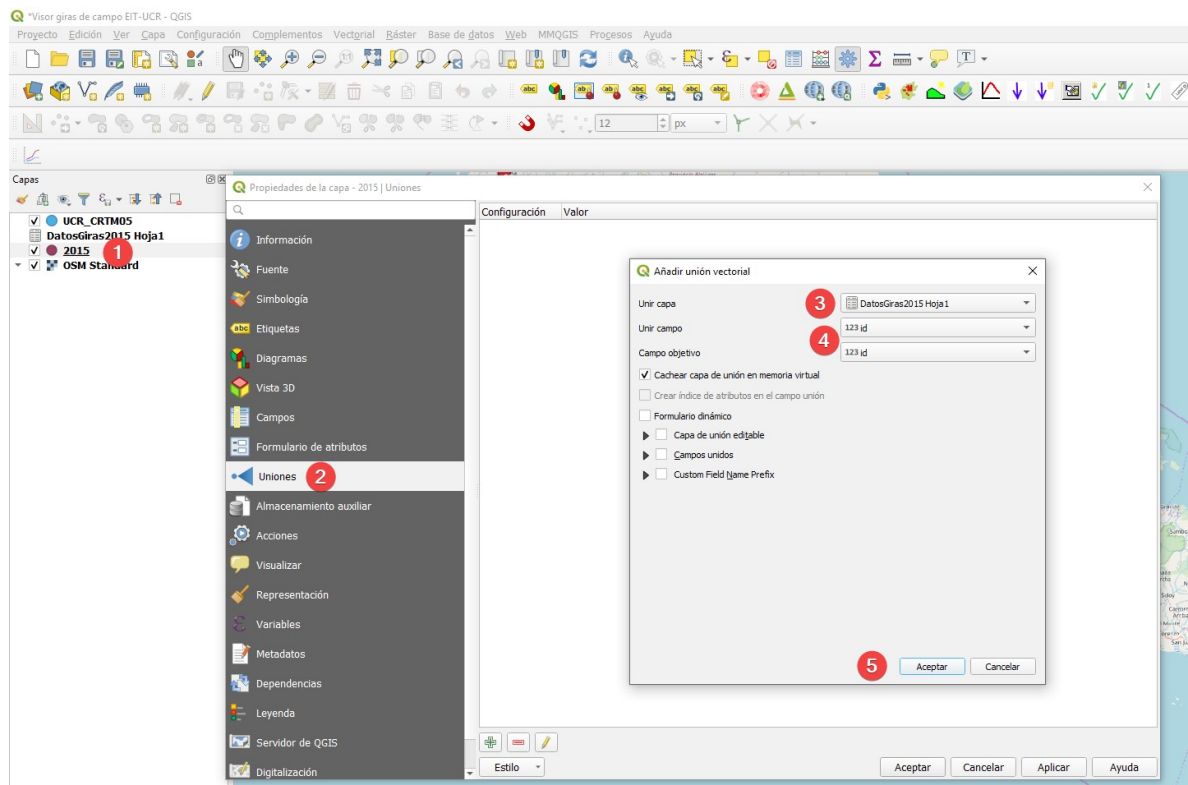 *Visor giras de campo EIT-UCR - QGIS
Proyecto Edición Ver Capa Configuración Complementos Vectorial Ráster Base de datos Web MMQGIS Procesos Ayuda
12 px
Capas
UCR_CRTM05
DatosGiras2015 Hoja1
2015 1
OSM Standard
Propiedades de la capa - 2015 | Uniones
Información
Fuente
Simbología
abc Etiquetas
Diagramas
Vista 3D
Campos
Formulario de atributos
Uniones 2
Almacenamiento auxiliar
Acciones
Visualizar
Representación
Variables
Metadatos
Dependencias
Leyenda
Servidor de QGIS
Digitalización
Configuración Valor
Añadir unión vectorial
Unir capa 3 DatosGiras2015 Hoja1
Unir campo 123 id
4
Campo objetivo 123 id
Cachear capa de unión en memoria virtual
Crear índice de atributos en el campo unión
Formulario dinámico
Capa de unión editable
Campos unidos
Custom Field Name Prefix
5 Aceptar Cancelar
Estilo Aceptar Cancelar Aplicar Ayuda